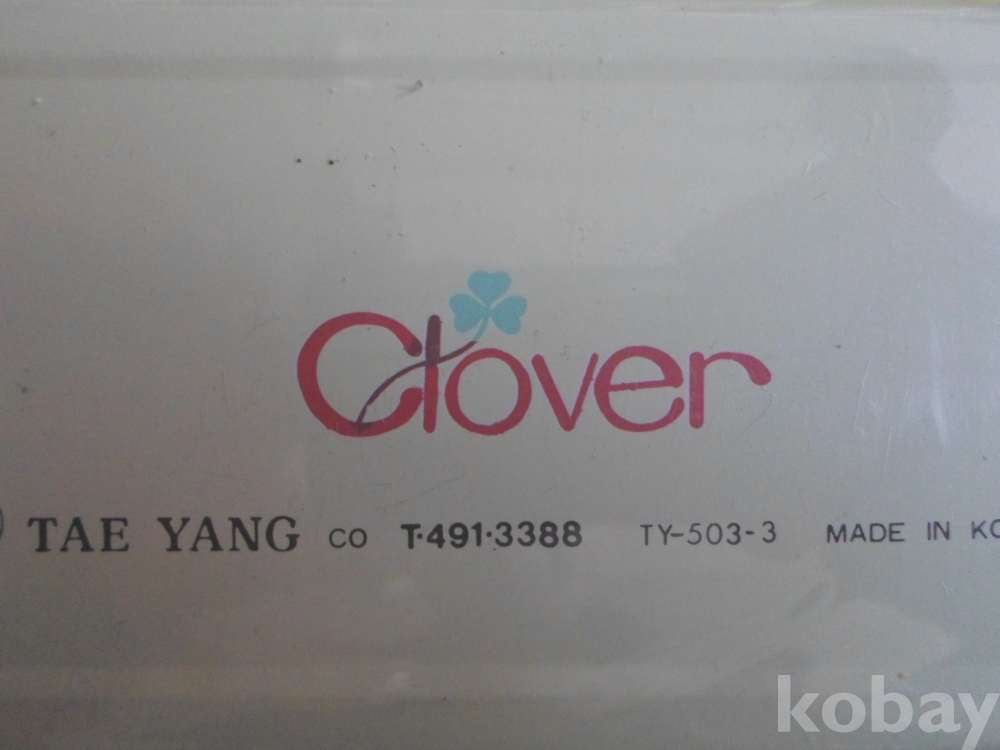 Clover
TAE YANG CO T·491·3388 TY-503-3 MADE IN KO
kobay